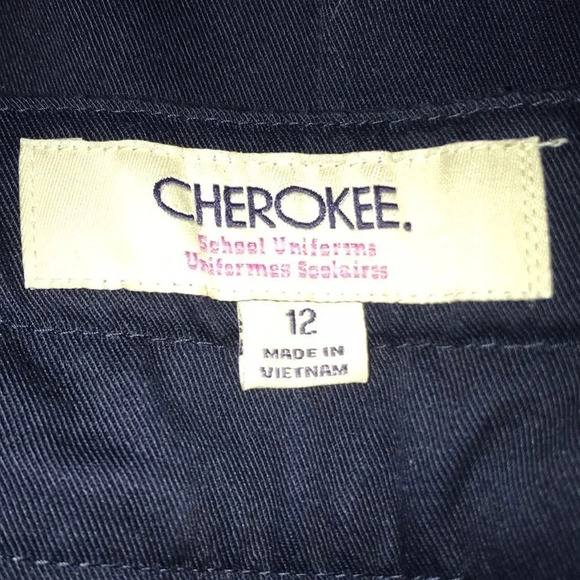 CHEROKEE.
School Uniforms
Uniformes Scolaires
12
MADE IN
VIETNAM